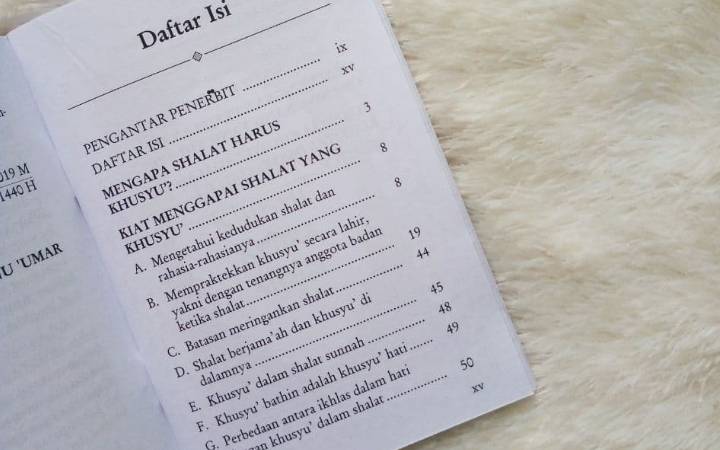 019 M
1440 H
NU 'UMAR
Daftar Isi
PENGANTAR PENERBIT .................... ix
DAFTAR ISI .................................... xv
MENGAPA SHALAT HARUS
KHUSYU'? .................................... 3
KIAT MENGGAPAI SHALAT YANG
KHUSYU' .................................... 8
A. Mengetahui kedudukan shalat dan
rahasia-rahasianya .................... 8
B. Mempraktekkan khusyu' secara lahir,
yakni dengan tenangnya anggota badan
ketika shalat .................................... 19
C. Batasan meringankan shalat .................... 44
D. Shalat berjama'ah dan khusyu' di
dalamnya .................................... 45
E. Khusyu' dalam shalat sunnah .................... 48
F. Khusyu' bathin adalah khusyu' hati ...... 49
G. Perbedaan antara ikhlas dalam hati
dengan khusyu' dalam shalat .................... 50
xv